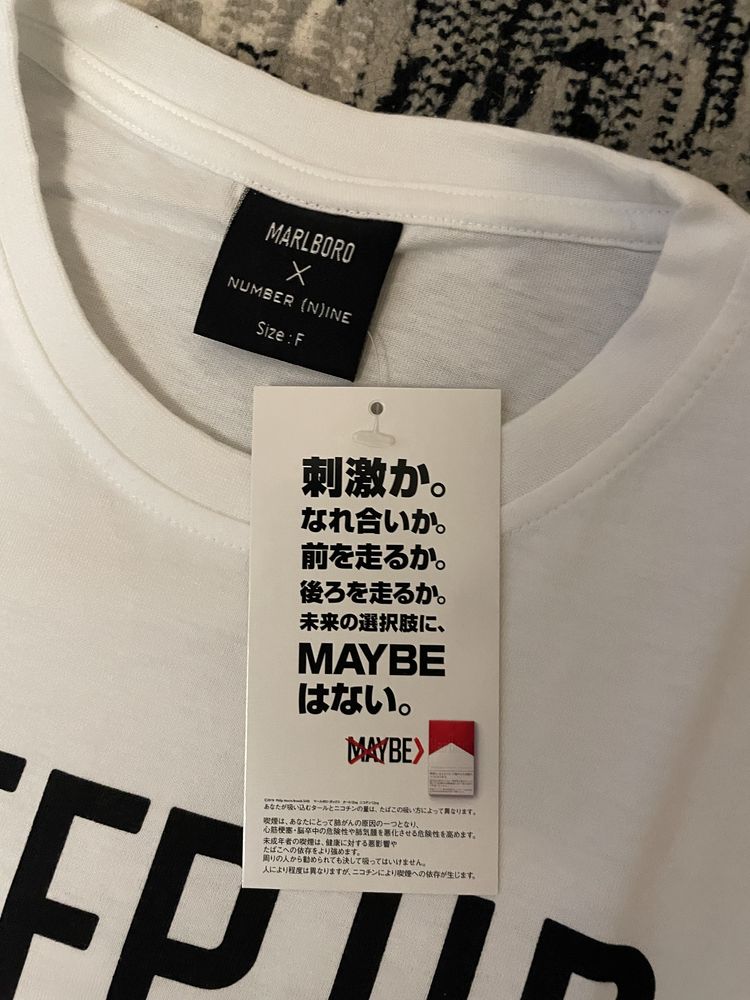 MARLBORO
X
NUMBER (N)INE
Size : F
刺激か。
なれ合いか。
前を走るか。
後ろを走るか。
未来の選択肢に、
MAYBE
はない。
MAYBE>
あなたが吸い込むタールとニコチンの量は、たばこの吸い方によって異なります。
喫煙は、あなたにとって肺がんの原因の一つとなり、
心筋梗塞・脳卒中の危険性や肺気腫を悪化させる危険性を高めます。
未成年者の喫煙は、健康に対する悪影響や
たばこへの依存をより強めます。
周りの人から勧められても決して吸ってはいけません。
人により程度は異なりますが、ニコチンにより喫煙への依存が生じます。
EEP UP